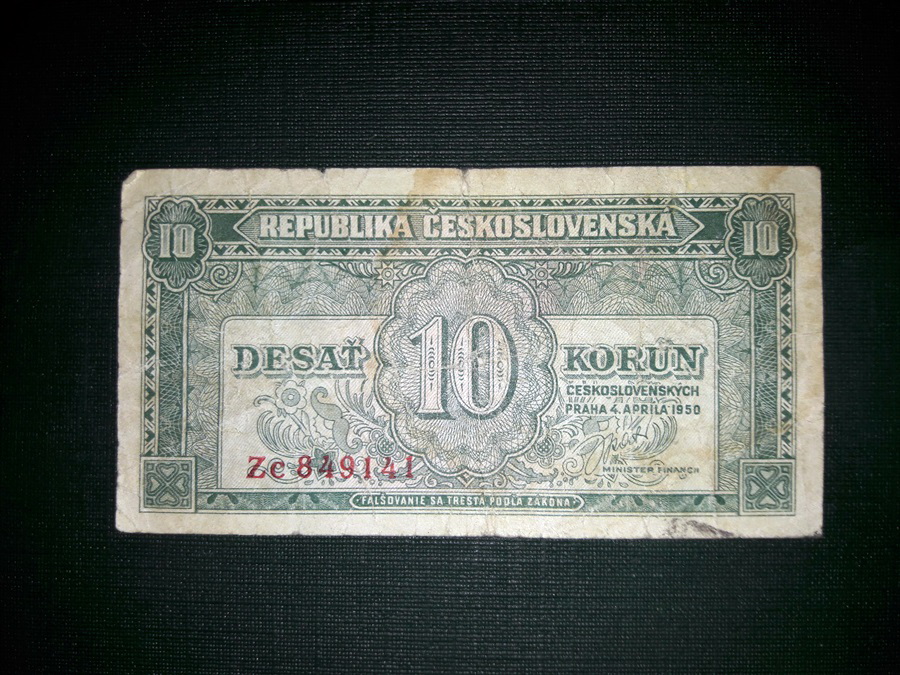 10 REPUBLIKA ČESKOSLOVENSKÁ 10
DESAŤ 10 KORÚN
ČESKOSLOVENSKÝCH
PRAHA 4. APRÍLA 1950
MINISTER FINANCIÍ
Zc 849141
FALŠOVANIE SA TRESTÁ PODĽA ZÁKONA